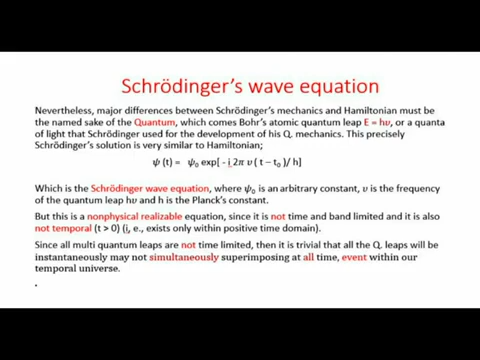 Schrödinger's wave equation
Nevertheless, major differences between Schrödinger's mechanics and Hamiltonian must be
the named sake of the Quantum, which comes Bohr's atomic quantum leap E = hυ, or a quanta
of light that Schrödinger used for the development of his Q. mechanics. This precisely
Schrödinger's solution is very similar to Hamiltonian;
ψ (t) = ψ₀ exp[ - i 2π υ ( t – t₀ )/ h]
Which is the Schrödinger wave equation, where ψ₀ is an arbitrary constant, υ is the frequency
of the quantum leap hυ and h is the Planck's constant.
But this is a nonphysical realizable equation, since it is not time and band limited and it is also
not temporal (t > 0) (i, e., exists only within positive time domain).
Since all multi quantum leaps are not time limited, then it is trivial that all the Q. leaps will be
instantaneously may not simultaneously superimposing at all time, event within our
temporal universe.
.